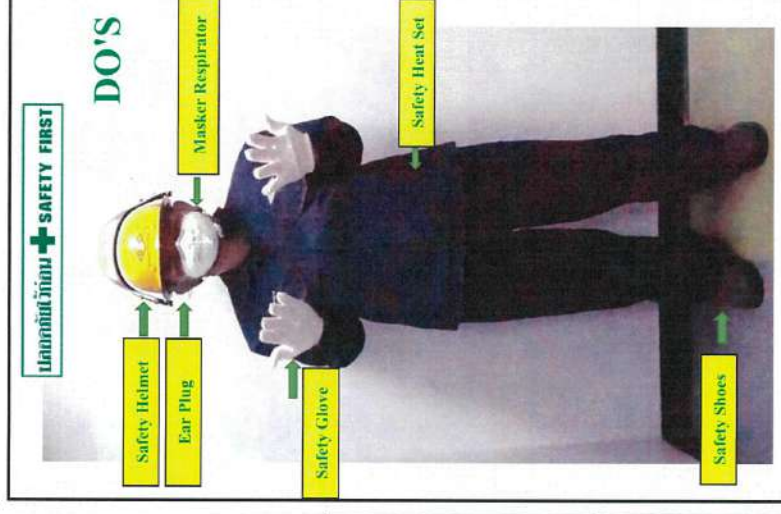 ปลอดภัยไว้ก่อน SAFETY FIRST
DO'S
Safety Helmet
Ear Plug
Masker Respirator
Safety Glove
Safety Heat Set
Safety Shoes